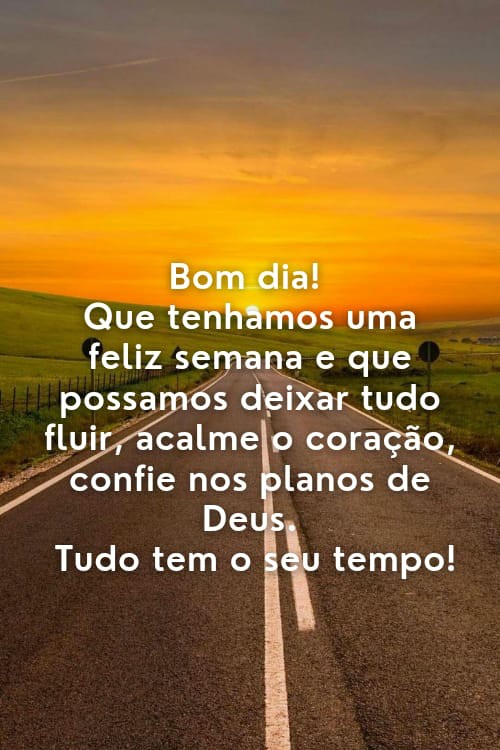 Bom dia!
Que tenhamos uma
feliz semana e que
possamos deixar tudo
fluir, acalme o coração,
confie nos planos de
Deus.
Tudo tem o seu tempo!